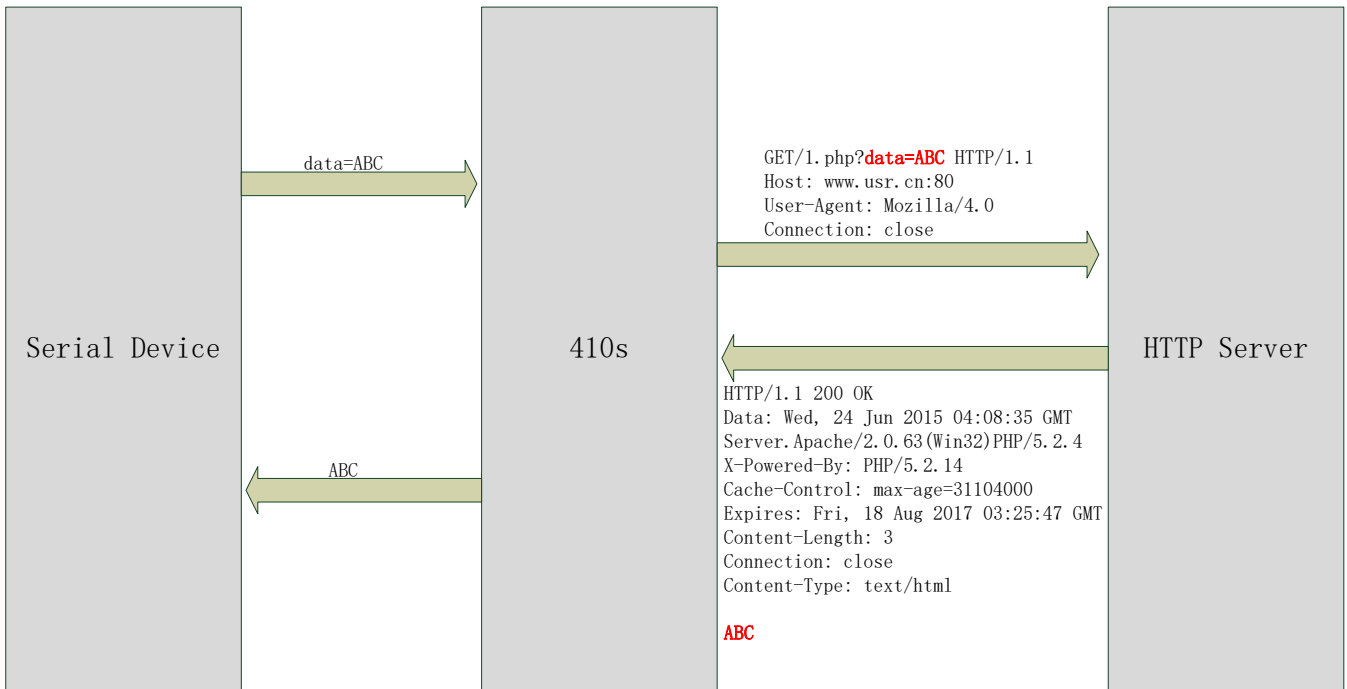 data=ABC
GET/1.php?data=ABC HTTP/1.1
Host: www.usr.cn:80
User-Agent: Mozilla/4.0
Connection: close
Serial Device
410s
HTTP Server
HTTP/1.1 200 OK
Data: Wed, 24 Jun 2015 04:08:35 GMT
Server.Apache/2.0.63(Win32)PHP/5.2.4
X-Powered-By: PHP/5.2.14
Cache-Control: max-age=31104000
Expires: Fri, 18 Aug 2017 03:25:47 GMT
Content-Length: 3
Connection: close
Content-Type: text/html
ABC
ABC